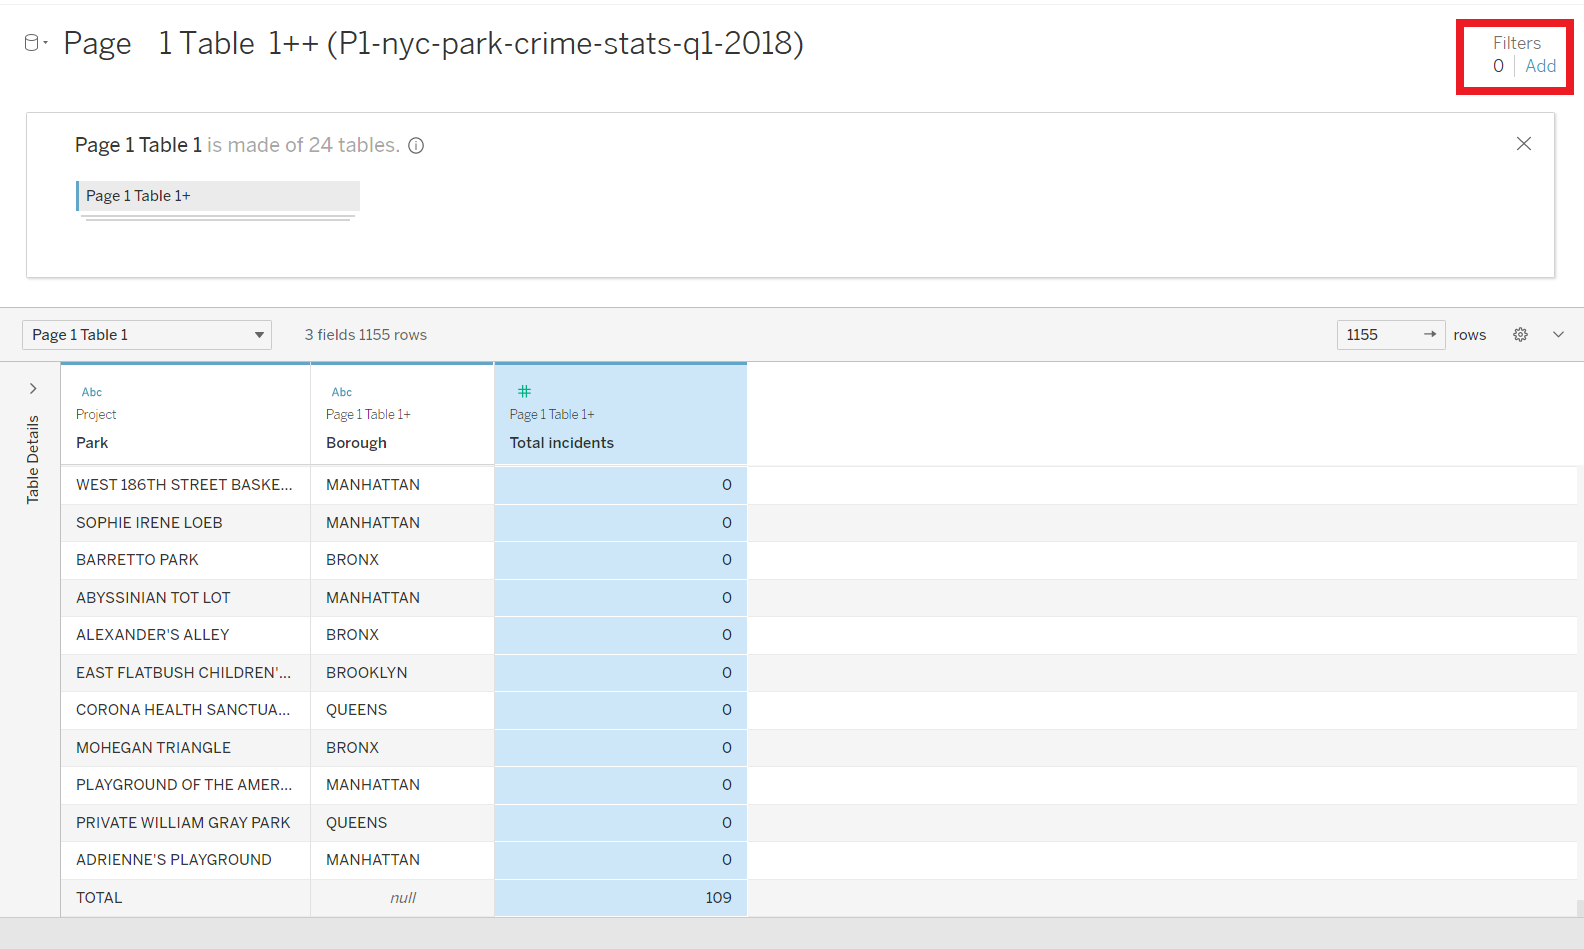 Page 1 Table 1++ (P1-nyc-park-crime-stats-q1-2018)
Filters
0 | Add
Page 1 Table 1 is made of 24 tables.
Page 1 Table 1+
Page 1 Table 1
3 fields 1155 rows
1155 → rows
Table Details
Abc Abc #
Project Page 1 Table 1+ Page 1 Table 1+
Park Borough Total incidents
WEST 186TH STREET BASKE... MANHATTAN 0
SOPHIE IRENE LOEB MANHATTAN 0
BARRETTO PARK BRONX 0
ABYSSINIAN TOT LOT MANHATTAN 0
ALEXANDER'S ALLEY BRONX 0
EAST FLATBUSH CHILDREN'... BROOKLYN 0
CORONA HEALTH SANCTUA... QUEENS 0
MOHEGAN TRIANGLE BRONX 0
PLAYGROUND OF THE AMER... MANHATTAN 0
PRIVATE WILLIAM GRAY PARK QUEENS 0
ADRIENNE'S PLAYGROUND MANHATTAN 0
TOTAL null 109